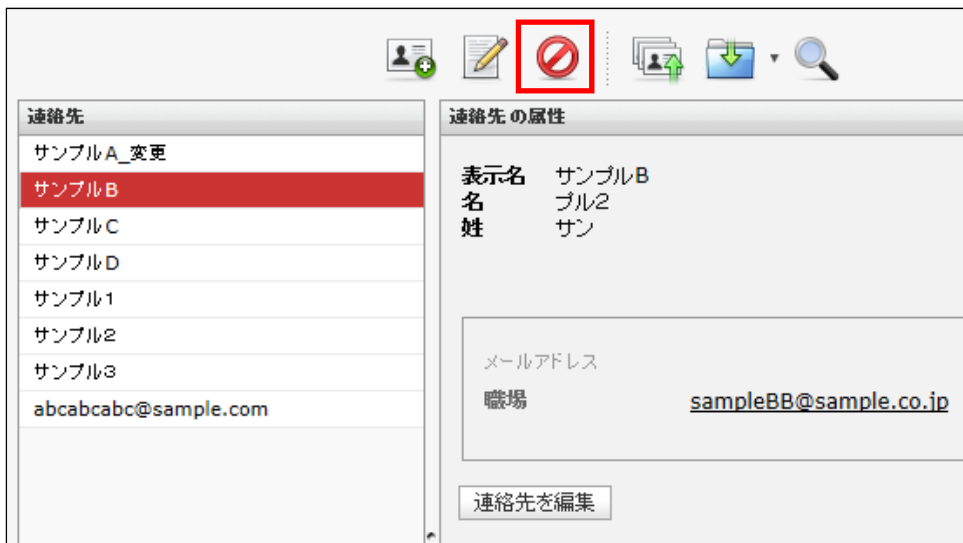 連絡先
サンプルA_変更
サンプルB
サンプルC
サンプルD
サンプル1
サンプル2
サンプル3
abcabcabc@sample.com
連絡先の属性
表示名 サンプルB
名 プル2
姓 サン
メールアドレス
職場 sampleBB@sample.co.jp
連絡先を編集